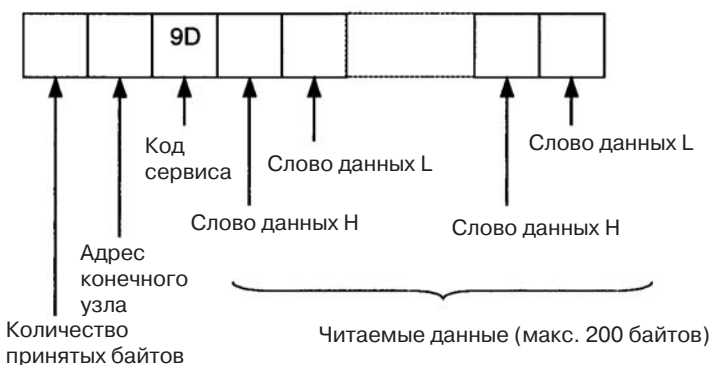 9D
Код
сервиса
Слово данных L
Слово данных L
Слово данных H
Слово данных H
Адрес
конечного
узла
Количество
принятых байтов
Читаемые данные (макс. 200 байтов)